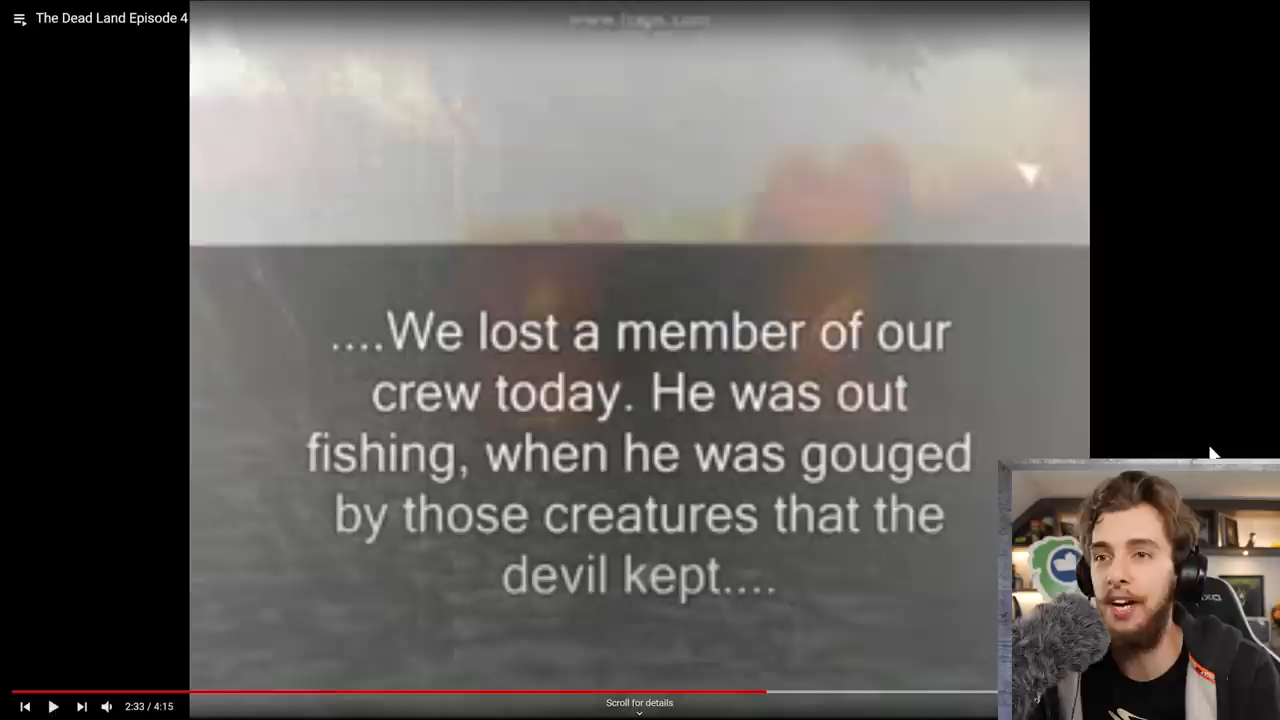 The Dead Land Episode 4
....We lost a member of our
crew today. He was out
fishing, when he was gouged
by those creatures that the
devil kept....
2:33 / 4:15
Scroll for details